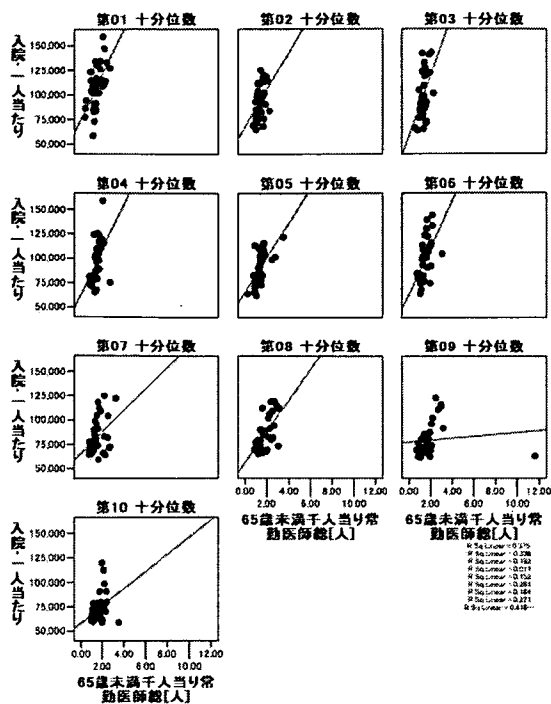 第01 十分位数
第02 十分位数
第03 十分位数
入院・一人当たり
150,000
125,000
100,000
75,000
50,000
第04 十分位数
第05 十分位数
第06 十分位数
入院・一人当たり
150,000
125,000
100,000
75,000
50,000
第07 十分位数
第08 十分位数
第09 十分位数
入院・一人当たり
150,000
125,000
100,000
75,000
50,000
0.00 2.00 4.00 6.00 8.00 10.00 12.00
0.00 2.00 4.00 6.00 8.00 10.00 12.00
65歳未満千人当り常
勤医師総[人]
65歳未満千人当り常
勤医師総[人]
第10 十分位数
入院・一人当たり
150,000
125,000
100,000
75,000
50,000
0.00 2.00 4.00 6.00 8.00 10.00 12.00
65歳未満千人当り常
勤医師総[人]